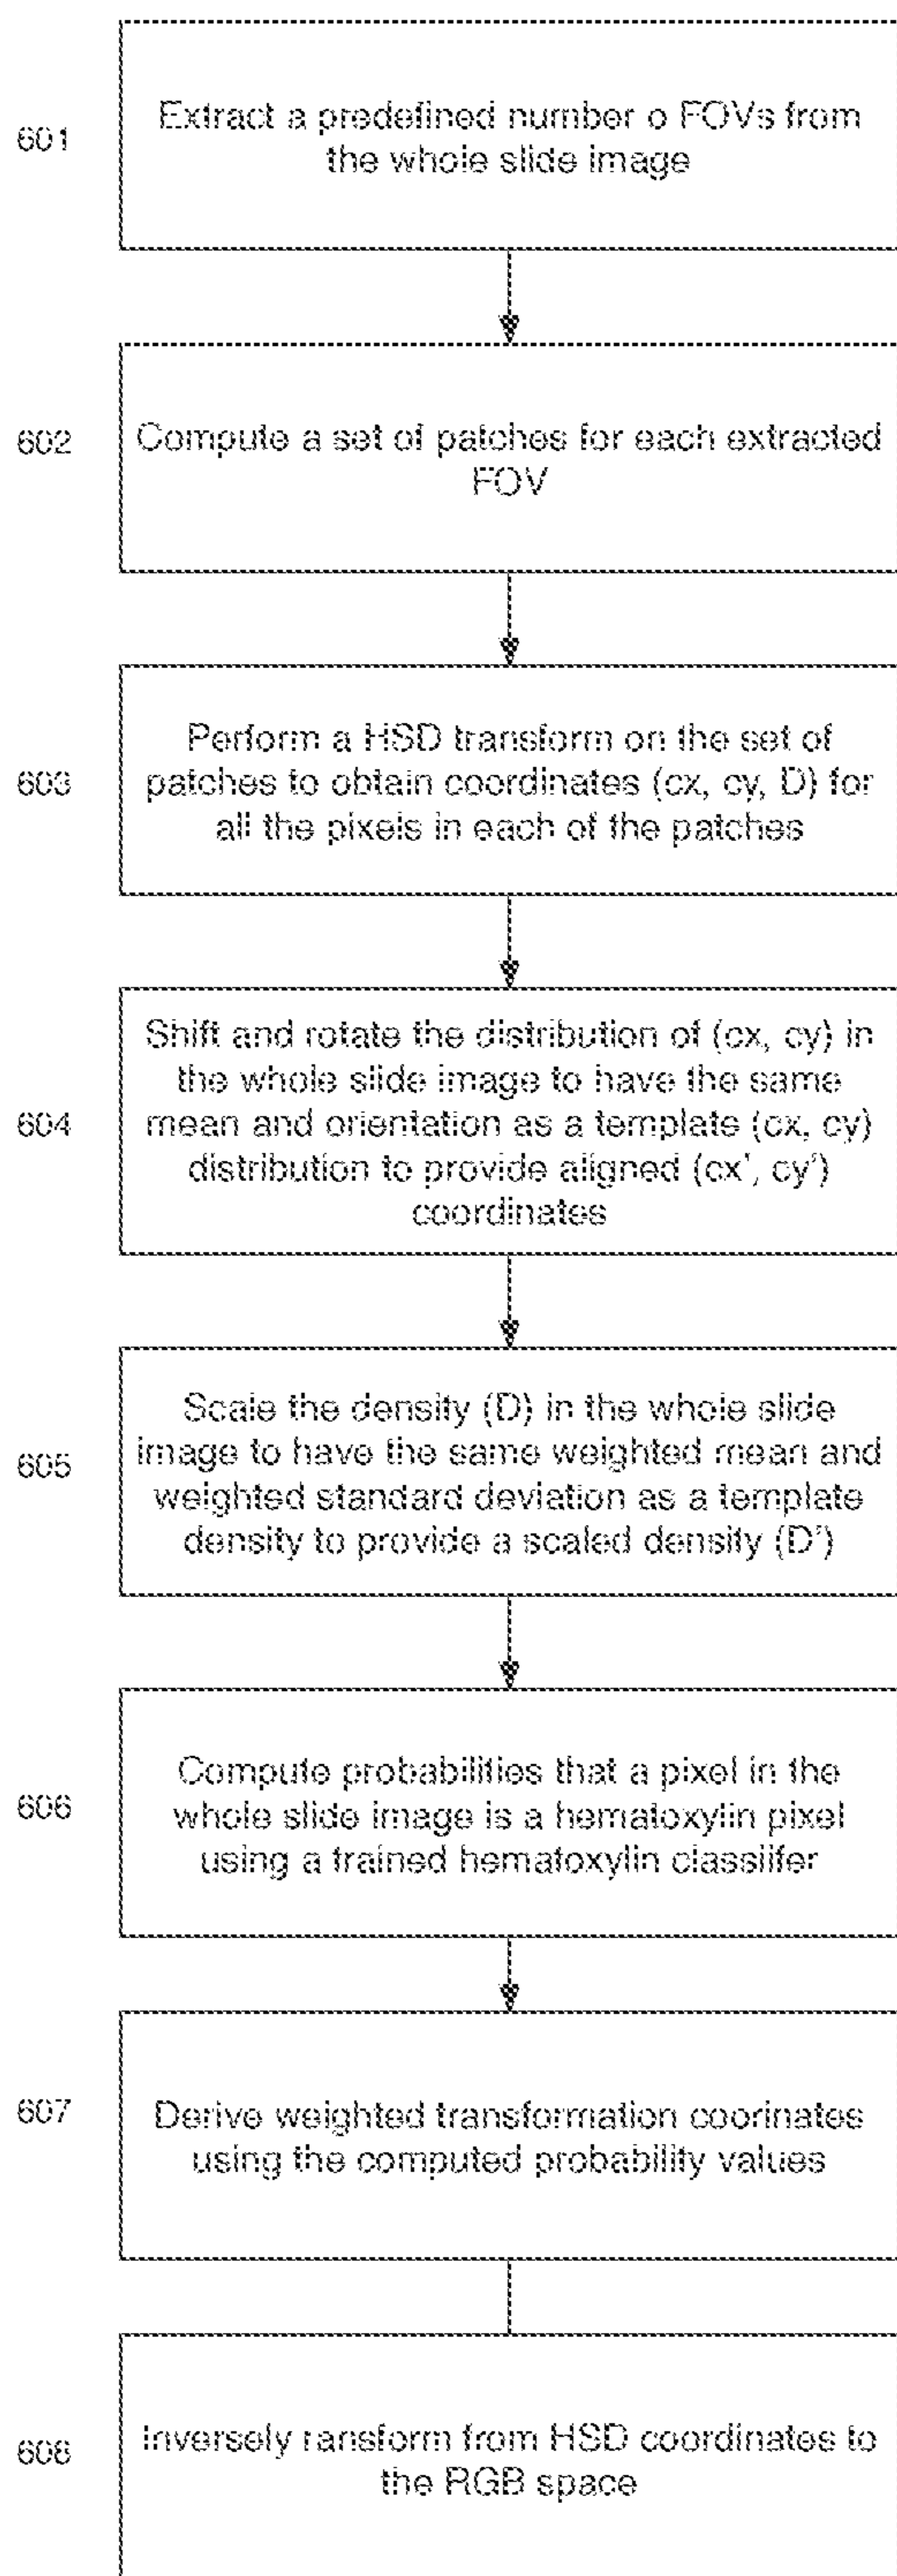 601
Extract a predefined number o FOVs from
the whole slide image
602
Compute a set of patches for each extracted
FOV
603
Perform a HSD transform on the set of
patches to obtain coordinates (cx, cy, D) for
all the pixels in each of the patches
604
Shift and rotate the distribution of (cx, cy) in
the whole slide image to have the same
mean and orientation as a template (cx, cy)
distribution to provide aligned (cx', cy')
coordinates
605
Scale the density (D) in the whole slide
image to have the same weighted mean and
weighted standard deviation as a template
density to provide a scaled density (D')
606
Compute probabilities that a pixel in the
whole slide image is a hematoxylin pixel
using a trained hematoxylin classiifer
607
Derive weighted transformation coorinates
using the computed probability values
608
Inversely ransform from HSD coordinates to
the RGB space